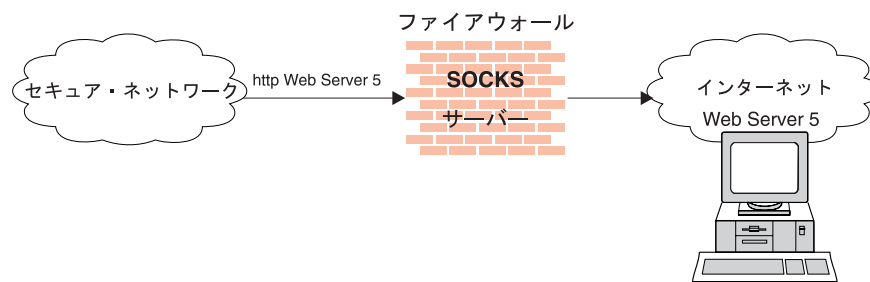 ファイアウォール
セキュア・ネットワーク
http Web Server 5
SOCKS
サーバー
インターネット
Web Server 5